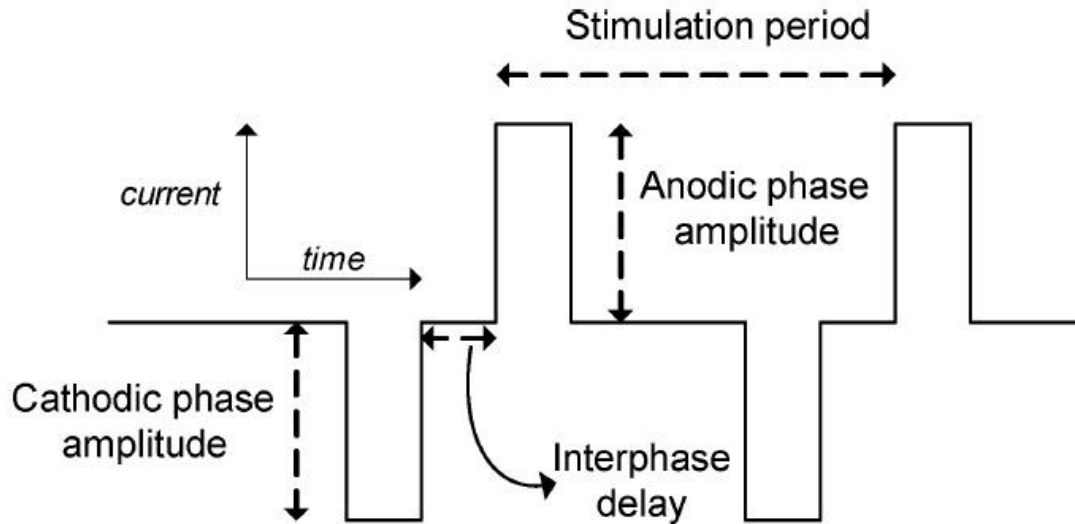 Stimulation period
current
time
Anodic phase
amplitude
Cathodic phase
amplitude
Interphase
delay